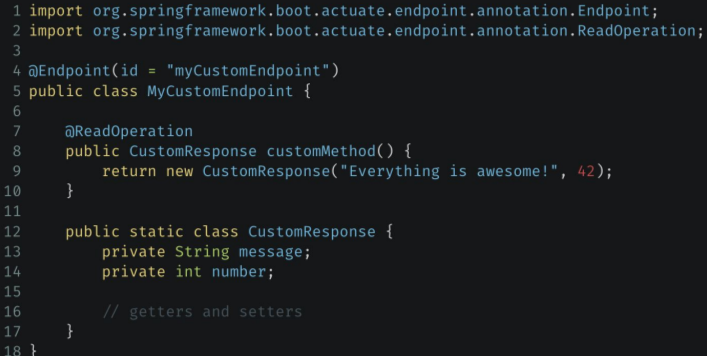 1 import org.springframework.boot.actuate.endpoint.annotation.Endpoint;
2 import org.springframework.boot.actuate.endpoint.annotation.ReadOperation;
3
4 @Endpoint(id = "myCustomEndpoint")
5 public class MyCustomEndpoint {
6
7     @ReadOperation
8     public CustomResponse customMethod() {
9         return new CustomResponse("Everything is awesome!", 42);
10     }
11
12     public static class CustomResponse {
13         private String message;
14         private int number;
15
16         // getters and setters
17     }
18 }